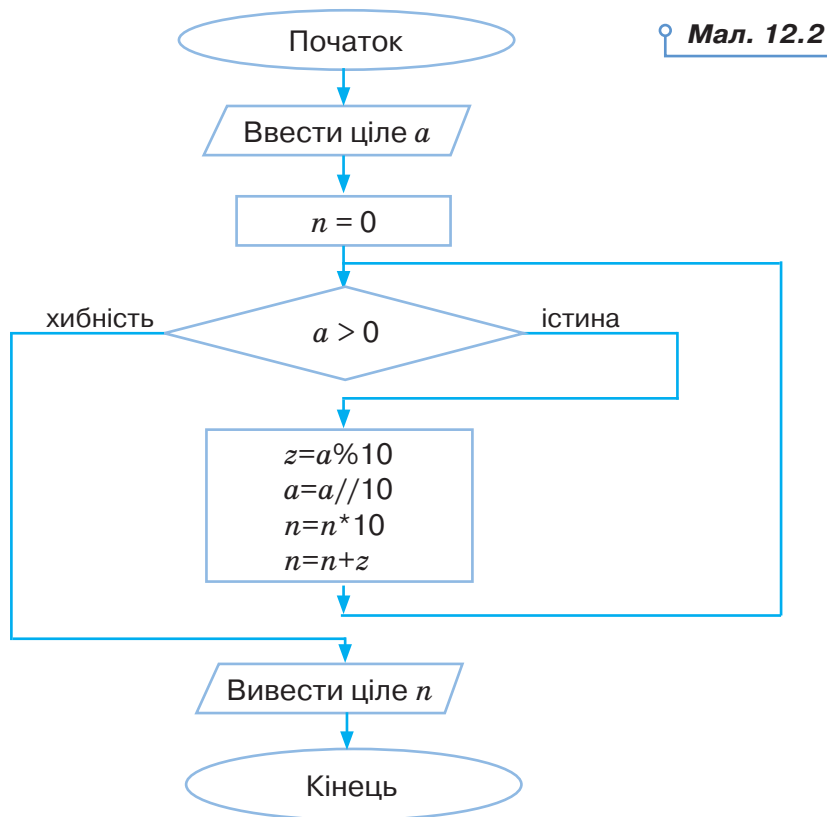 Мал. 12.2
Початок
Ввести ціле a
n = 0
хибність
a > 0
істина
z=a%10
a=a//10
n=n*10
n=n+z
Вивести ціле n
Кінець